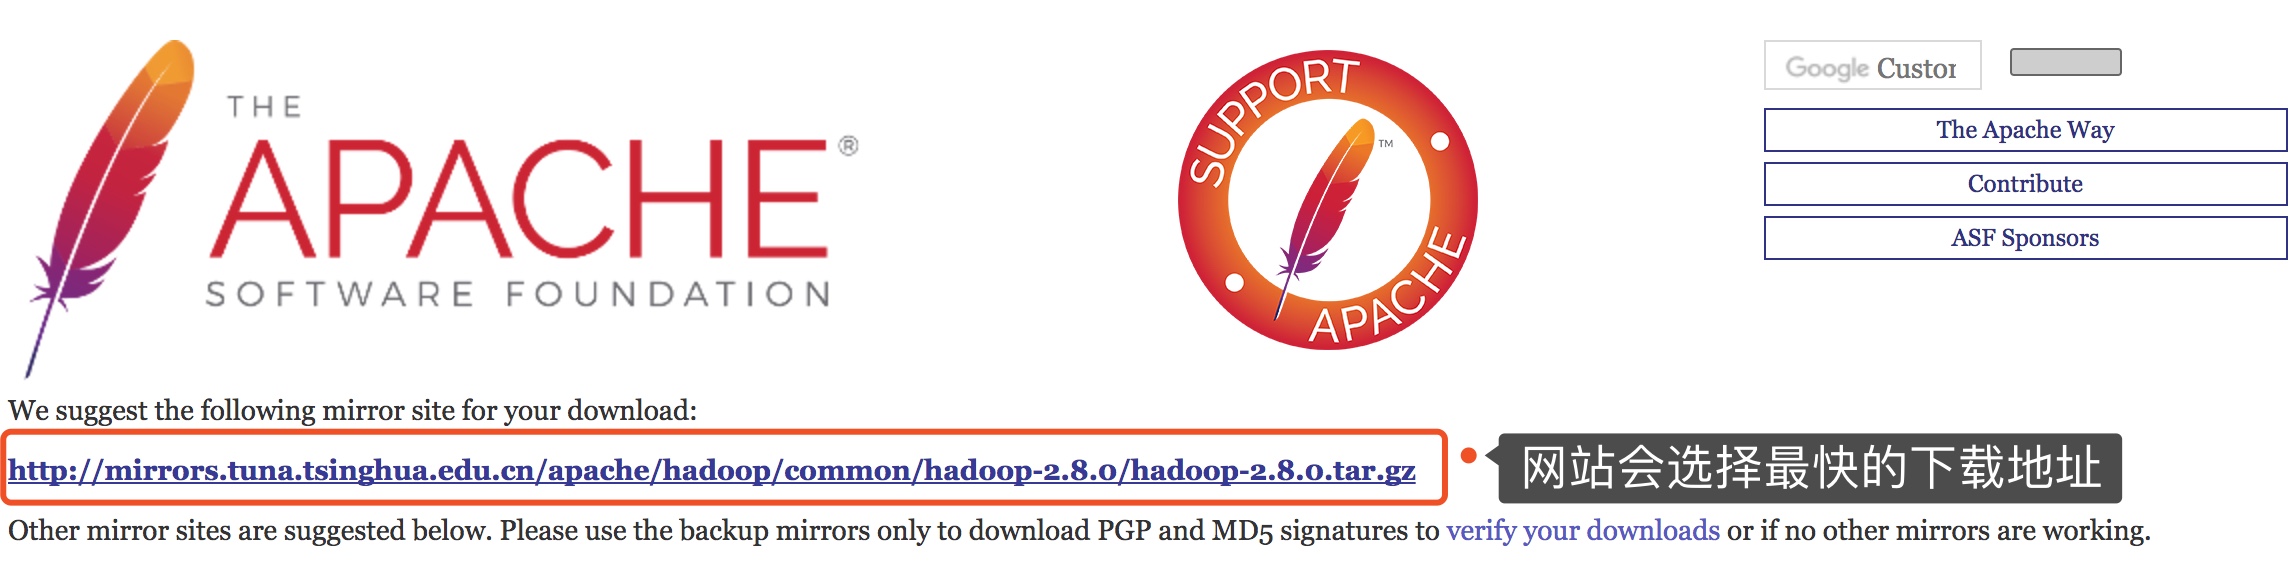 THE
APACHE®
SOFTWARE FOUNDATION
SUPPORT
APACHE
™
Google Custor
The Apache Way
Contribute
ASF Sponsors
We suggest the following mirror site for your download:
http://mirrors.tuna.tsinghua.edu.cn/apache/hadoop/common/hadoop-2.8.0/hadoop-2.8.0.tar.gz
网站会选择最快的下载地址
Other mirror sites are suggested below. Please use the backup mirrors only to download PGP and MD5 signatures to verify your downloads or if no other mirrors are working.